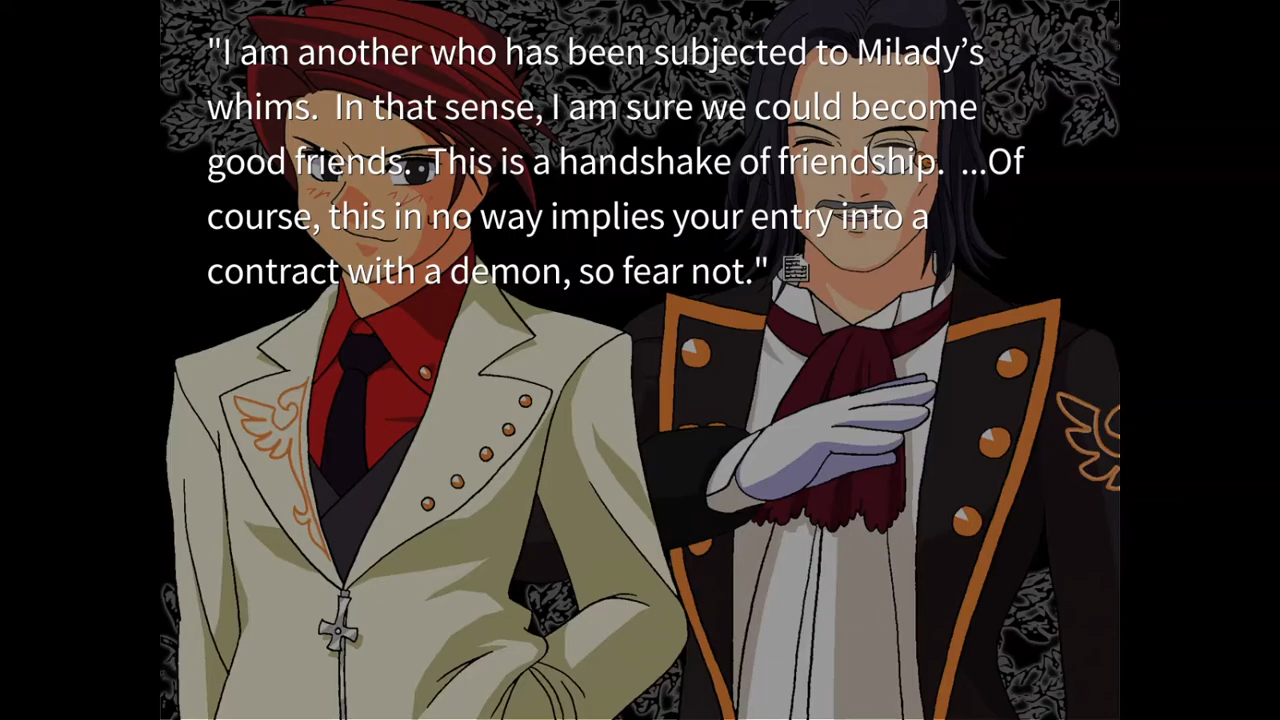 "I am another who has been subjected to Milady’s
whims.  In that sense, I am sure we could become
good friends.  This is a handshake of friendship.  ...Of
course, this in no way implies your entry into a
contract with a demon, so fear not."